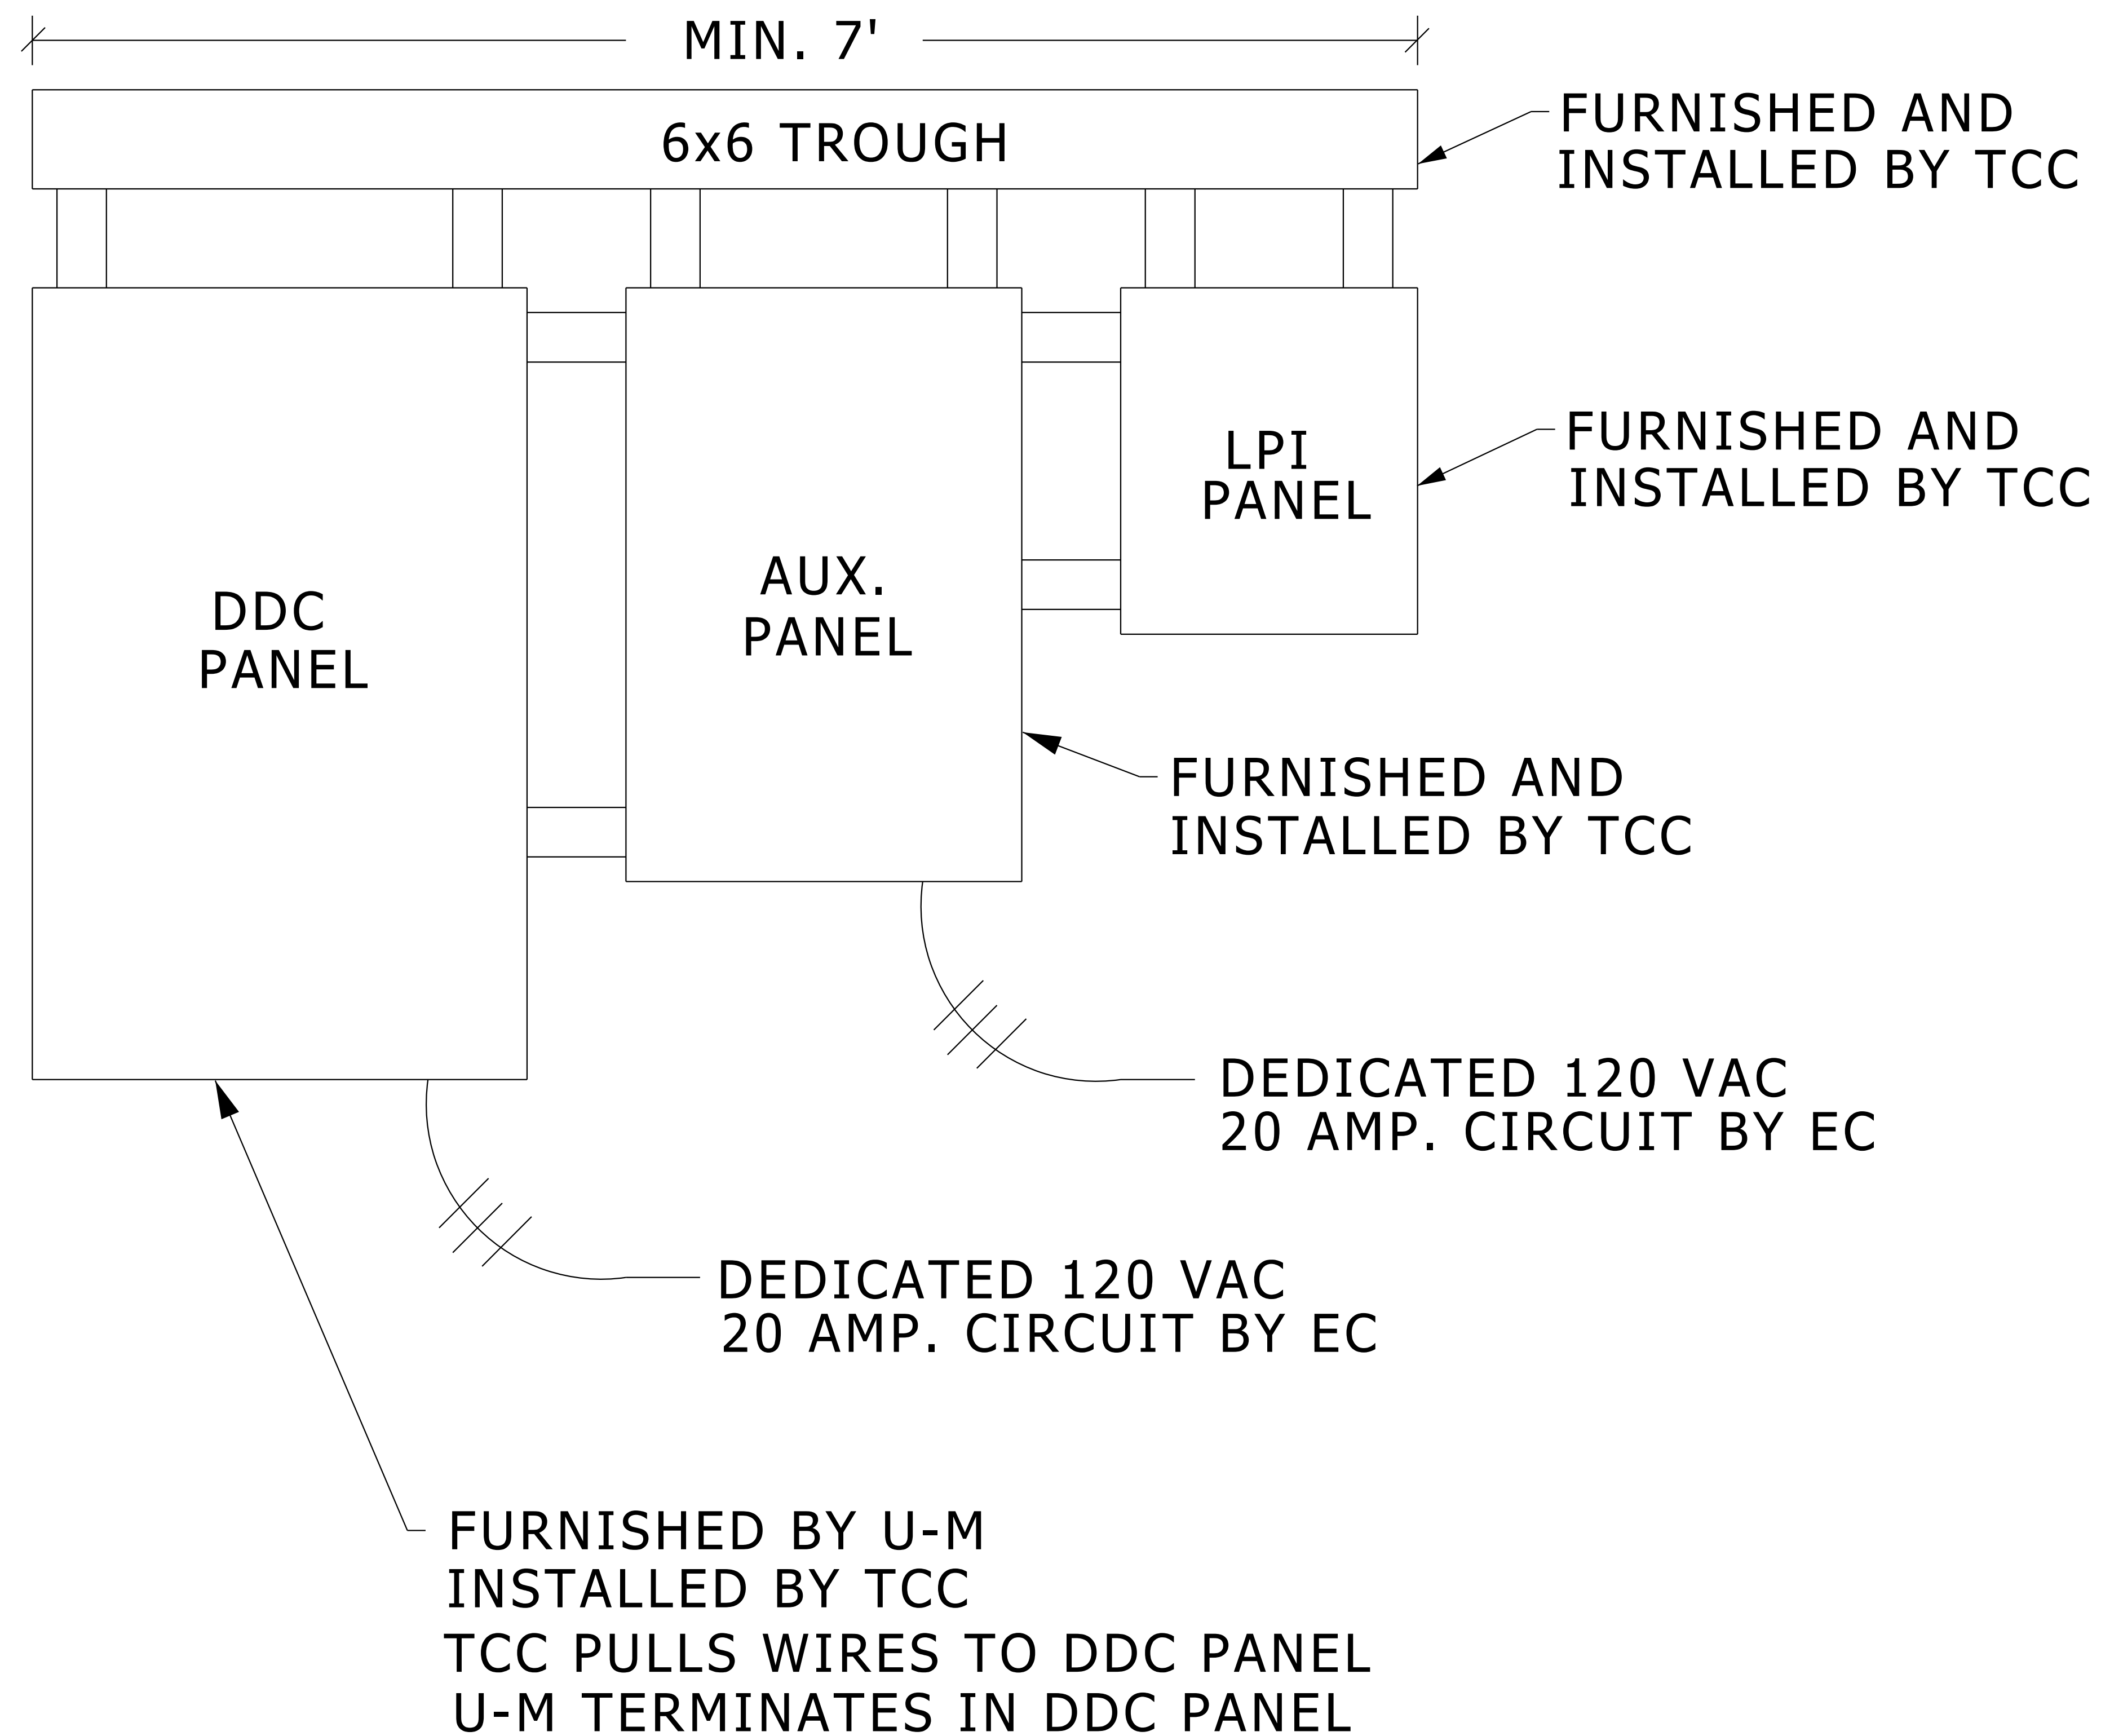 MIN. 7'
6x6 TROUGH
FURNISHED AND
INSTALLED BY TCC
FURNISHED AND
INSTALLED BY TCC
LPI
PANEL
AUX.
PANEL
DDC
PANEL
FURNISHED AND
INSTALLED BY TCC
DEDICATED 120 VAC
20 AMP. CIRCUIT BY EC
DEDICATED 120 VAC
20 AMP. CIRCUIT BY EC
FURNISHED BY U-M
INSTALLED BY TCC
TCC PULLS WIRES TO DDC PANEL
U-M TERMINATES IN DDC PANEL